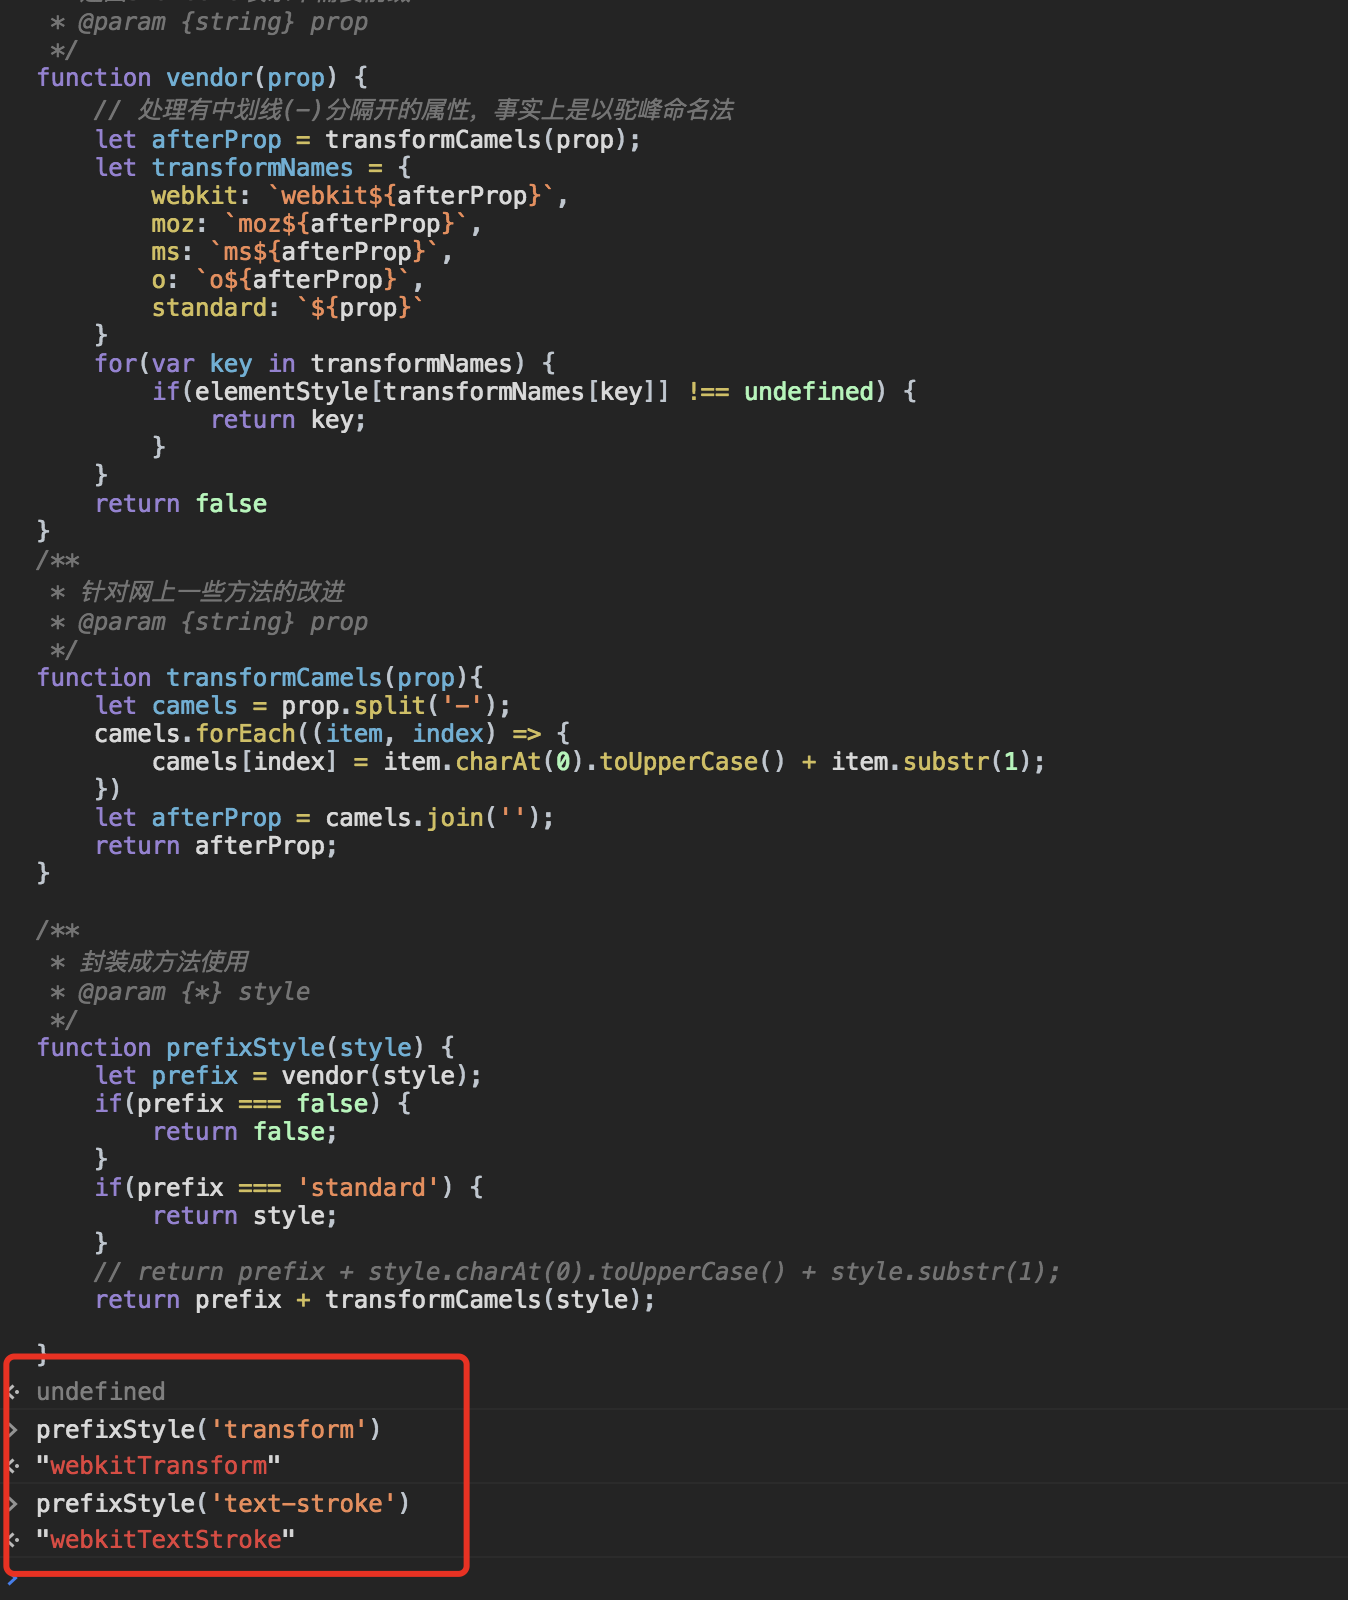 * @param {string} prop
 */
function vendor(prop) {
    // 处理有中划线(-)分隔开的属性，事实上是以驼峰命名法
    let afterProp = transformCamels(prop);
    let transformNames = {
        webkit: `webkit${afterProp}`,
        moz: `moz${afterProp}`,
        ms: `ms${afterProp}`,
        o: `o${afterProp}`,
        standard: `${prop}`
    }
    for(var key in transformNames) {
        if(elementStyle[transformNames[key]] !== undefined) {
            return key;
        }
    }
    return false
}
/**
 * 针对网上一些方法的改进
 * @param {string} prop
 */
function transformCamels(prop){
    let camels = prop.split('-');
    camels.forEach((item, index) => {
        camels[index] = item.charAt(0).toUpperCase() + item.substr(1);
    })
    let afterProp = camels.join('');
    return afterProp;
}

/**
 * 封装成方法使用
 * @param {*} style
 */
function prefixStyle(style) {
    let prefix = vendor(style);
    if(prefix === false) {
        return false;
    }
    if(prefix === 'standard') {
        return style;
    }
    // return prefix + style.charAt(0).toUpperCase() + style.substr(1);
    return prefix + transformCamels(style);

}
undefined
prefixStyle('transform')
"webkitTransform"
prefixStyle('text-stroke')
"webkitTextStroke"